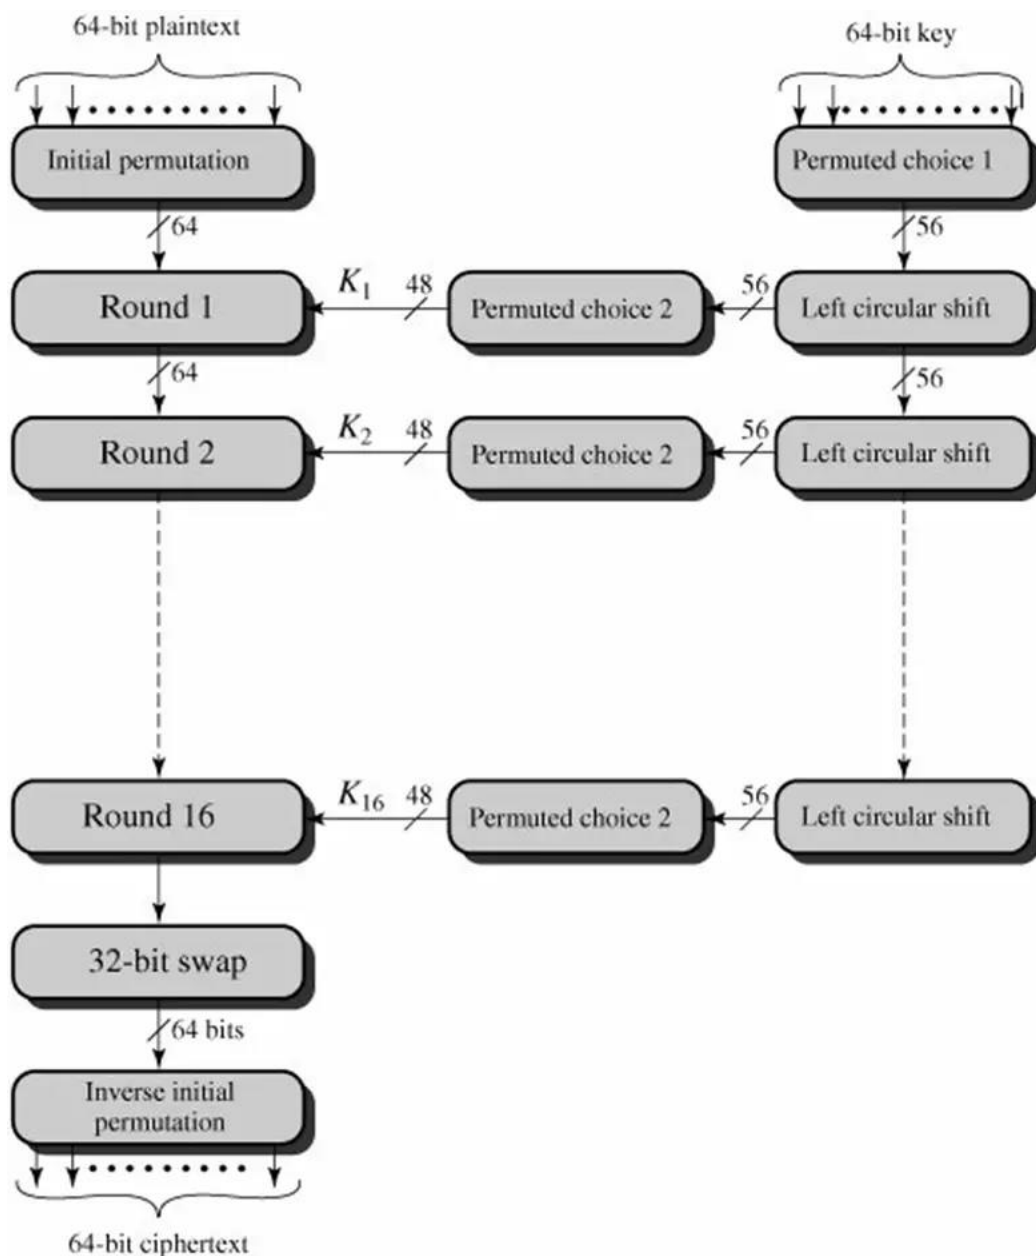 64-bit plaintext
64-bit key
Initial permutation
Permuted choice 1
64
56
Round 1
K1
48
Permuted choice 2
56
Left circular shift
64
56
Round 2
K2
48
Permuted choice 2
56
Left circular shift
Round 16
K16
48
Permuted choice 2
56
Left circular shift
32-bit swap
64 bits
Inverse initial
permutation
64-bit ciphertext